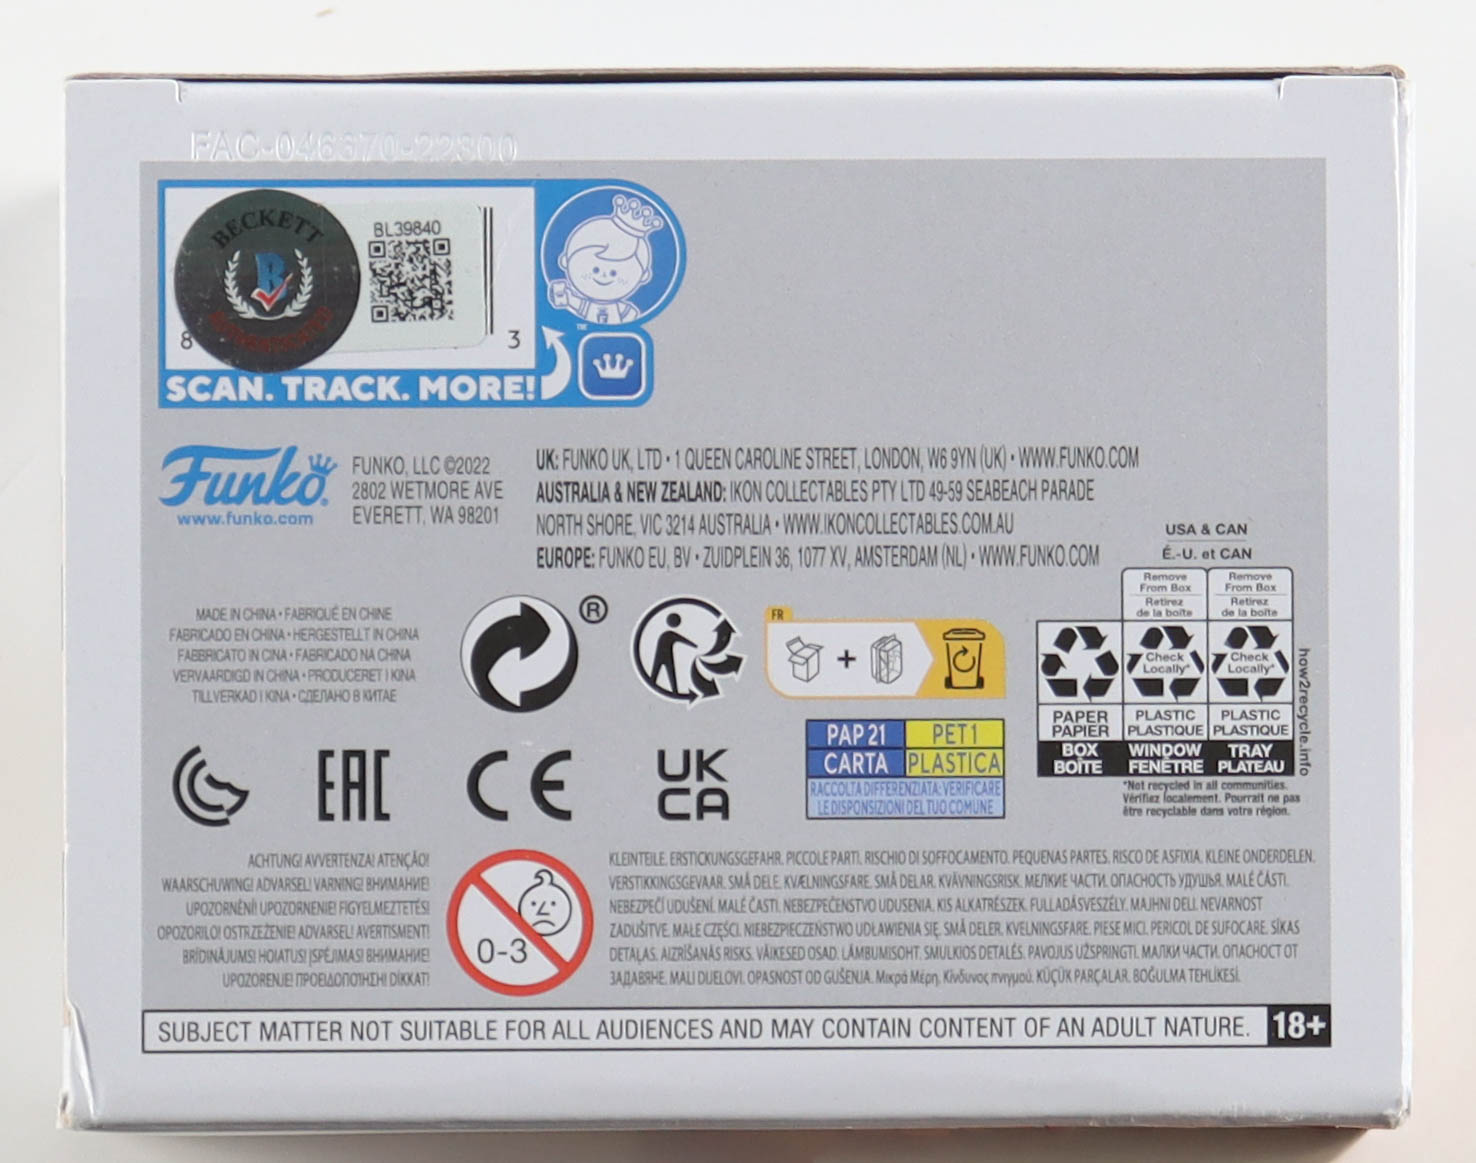 FAC-046670-22S00
BECKETT
B
AUTHENTICATED
BL39840
8 3
SCAN. TRACK. MORE!
™
Funko®
www.funko.com
FUNKO, LLC ©2022
2802 WETMORE AVE
EVERETT, WA 98201
UK: FUNKO UK, LTD • 1 QUEEN CAROLINE STREET, LONDON, W6 9YN (UK) • WWW.FUNKO.COM
AUSTRALIA & NEW ZEALAND: IKON COLLECTABLES PTY LTD 49-59 SEABEACH PARADE
NORTH SHORE, VIC 3214 AUSTRALIA • WWW.IKONCOLLECTABLES.COM.AU
EUROPE: FUNKO EU, BV • ZUIDPLEIN 36, 1077 XV, AMSTERDAM (NL) • WWW.FUNKO.COM
USA & CAN
É.-U. et CAN
Remove From Box
Retirez de la boîte
Remove From Box
Retirez de la boîte
Check Locally*
Check Locally*
PAPER PAPIER
PLASTIC PLASTIQUE
PLASTIC PLASTIQUE
BOX BOÎTE
WINDOW FENÊTRE
TRAY PLATEAU
how2recycle.info
*Not recycled in all communities.
Vérifiez localement. Pourrait ne pas
être recyclable dans votre région.
MADE IN CHINA • FABRIQUÉ EN CHINE
FABRICADO EN CHINA • HERGESTELLT IN CHINA
FABBRICATO IN CINA • FABRICADO NA CHINA
VERVAARDIGD IN CHINA • PRODUCERET I KINA
TILLVERKAD I KINA • СДЕЛАНО В КИТАЕ
®
FR
+
PAP 21
PET1
CARTA
PLASTICA
RACCOLTA DIFFERENZIATA: VERIFICARE
LE DISPOSIZIONI DEL TUO COMUNE
EAC
CE
UK
CA
ACHTUNG! AVVERTENZA! ATENÇÃO!
WAARSCHUWING! ADVARSEL! VARNING! ВНИМАНИЕ!
UPOZORNĚNÍ! UPOZORNENIE! FIGYELMEZTETÉS!
OPOZORILO! OSTRZEŻENIE! ADVARSEL! AVERTISMENT!
BRĪDINĀJUMS! HOIATUS! ĮSPĖJIMAS! ВНИМАНИЕ!
UPOZORENJE! ΠΡΟΕΙΔΟΠΟΊΗΣΗ! DİKKAT!
0-3
KLEINTEILE. ERSTICKUNGSGEFAHR. PICCOLE PARTI. RISCHIO DI SOFFOCAMENTO. PEQUENAS PARTES. RISCO DE ASFIXIA. KLEINE ONDERDELEN.
VERSTIKKINGSGEVAAR. SMÅ DELE. KVÆLNINGSFARE. SMÅ DELAR. KVÄVNINGSRISK. МЕЛКИЕ ЧАСТИ. ОПАСНОСТЬ УДУШЬЯ. MALÉ ČÁSTI.
NEBEZPEČÍ UDUŠENÍ. MALÉ ČASTI. NEBEZPEČENSTVO UDUSENIA. KIS ALKATRÉSZEK. FULLADÁSVESZÉLY. MAJHNI DELI. NEVARNOST
ZADUŠITVE. MAŁE CZĘŚCI. NIEBEZPIECZEŃSTWO UDŁAWIENIA SIĘ. SMÅ DELER. KVELNINGSFARE. PIESE MICI. PERICOL DE SUFOCARE. SĪKAS
DETAĻAS. AIZRĪŠANĀS RISKS. VÄIKESED OSAD. LÄMBUMISOHT. SMULKIOS DETALĖS. PAVOJUS UŽSPRINGTI. МАЛКИ ЧАСТИ. ОПАСНОСТ ОТ
ЗАДАВЯНЕ. MALI DIJELOVI. OPASNOST OD GUŠENJA. Μικρά Μέρη. Κίνδυνος πνιγμού. KÜÇÜK PARÇALAR. BOĞULMA TEHLİKESİ.
SUBJECT MATTER NOT SUITABLE FOR ALL AUDIENCES AND MAY CONTAIN CONTENT OF AN ADULT NATURE. 18+